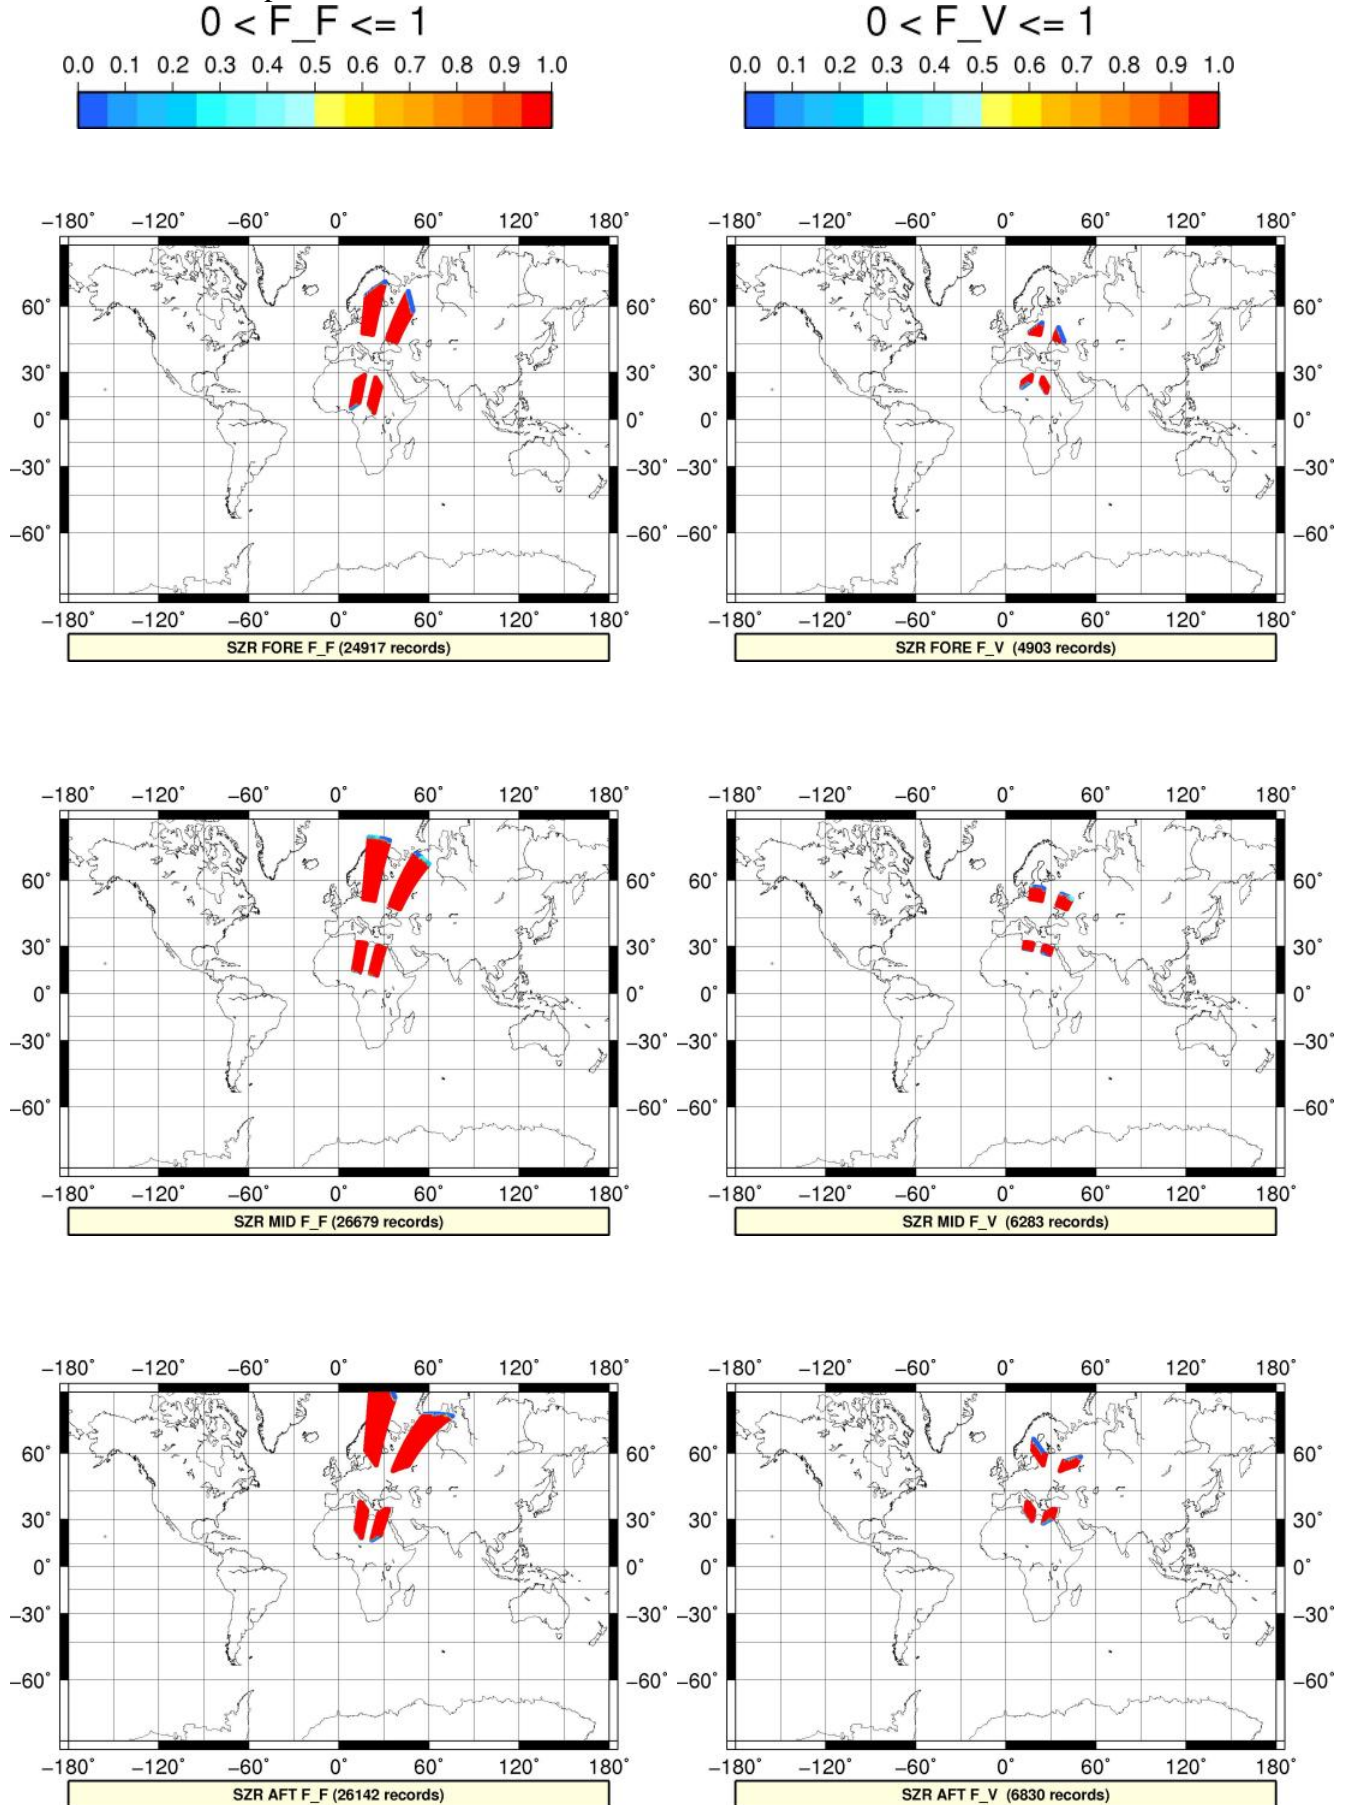 0 < F_F <= 1 0 < F_V <= 1
0.0 0.1 0.2 0.3 0.4 0.5 0.6 0.7 0.8 0.9 1.0 0.0 0.1 0.2 0.3 0.4 0.5 0.6 0.7 0.8 0.9 1.0
−180° −120° −60° 0° 60° 120° 180° −180° −120° −60° 0° 60° 120° 180°
60° 60° 60°
30° 30° 30°
0° 0° 0°
−30° −30° −30° −30°
−60° −60° −60° −60°
−180° −120° −60° 0° 60° 120° 180° −180° −120° −60° 0° 60° 120° 180°
SZR FORE F_F (24917 records) SZR FORE F_V (4903 records)
−180° −120° −60° 0° 60° 120° 180° −180° −120° −60° 0° 60° 120° 180°
60° 60° 60°
30° 30° 30°
0° 0° 0°
−30° −30° −30° −30°
−60° −60° −60° −60°
−180° −120° −60° 0° 60° 120° 180° −180° −120° −60° 0° 60° 120° 180°
SZR MID F_F (26679 records) SZR MID F_V (6283 records)
−180° −120° −60° 0° 60° 120° 180° −180° −120° −60° 0° 60° 120° 180°
60° 60° 60°
30° 30° 30°
0° 0° 0°
−30° −30° −30° −30°
−60° −60° −60° −60°
−180° −120° −60° 0° 60° 120° 180° −180° −120° −60° 0° 60° 120° 180°
SZR AFT F_F (26142 records) SZR AFT F_V (6830 records)